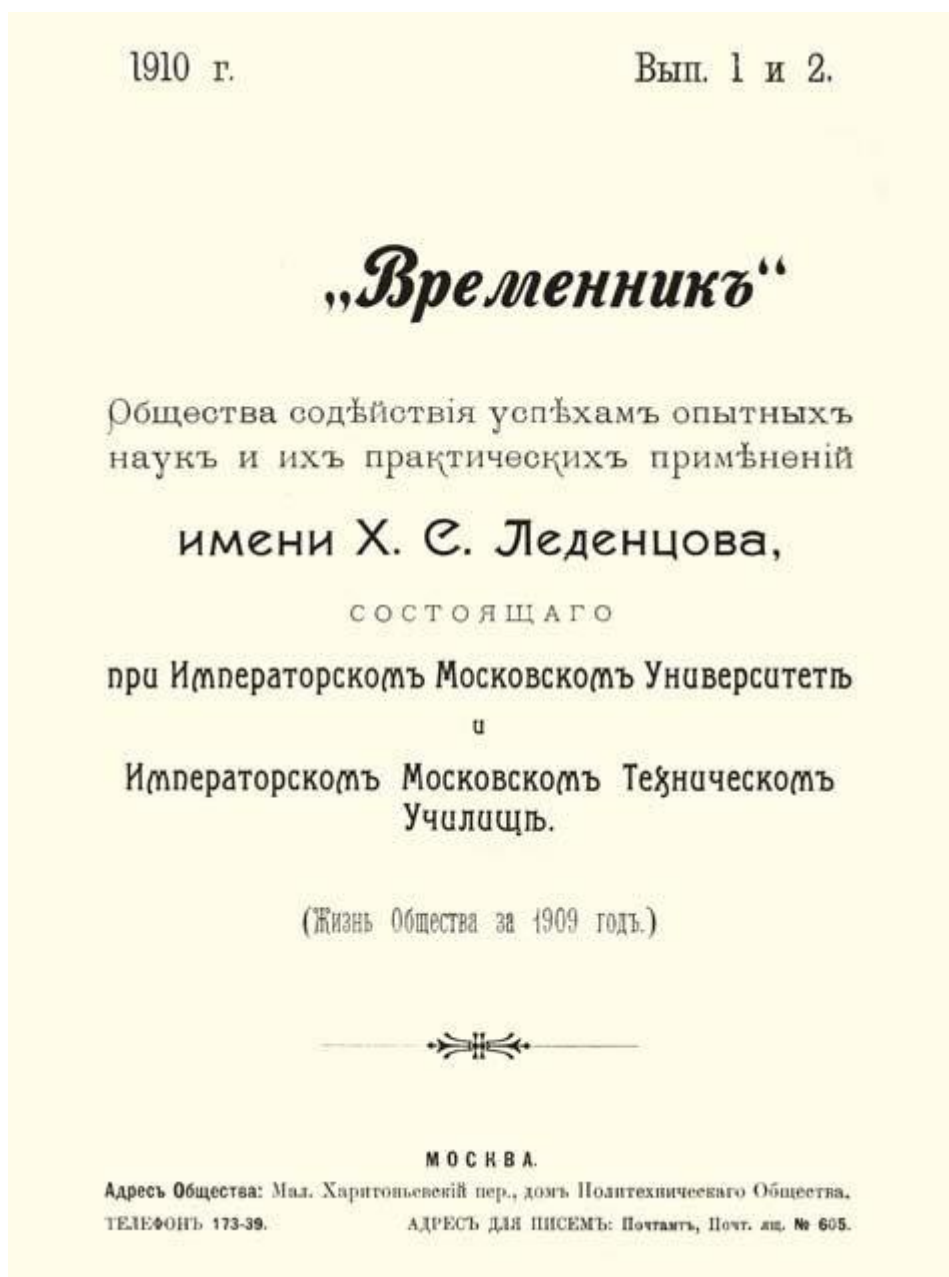 1910 г. Вып. 1 и 2.
„Временникъ“
Общества содѣйствія успѣхамъ опытныхъ
наукъ и ихъ практическихъ примѣненій
имени Х. С. Леденцова,
состоящаго
при Императорскомъ Московскомъ Университетѣ
и
Императорскомъ Московскомъ Техническомъ
Училищѣ.
(Жизнь Общества за 1909 годъ.)
МОСКВА.
Адресъ Общества: Мал. Харитоньевскій пер., домъ Политехническаго Общества.
ТЕЛЕФОНЪ 173-39. АДРЕСЪ ДЛЯ ПИСЕМЪ: Почтамтъ, Почт. ящ. № 605.